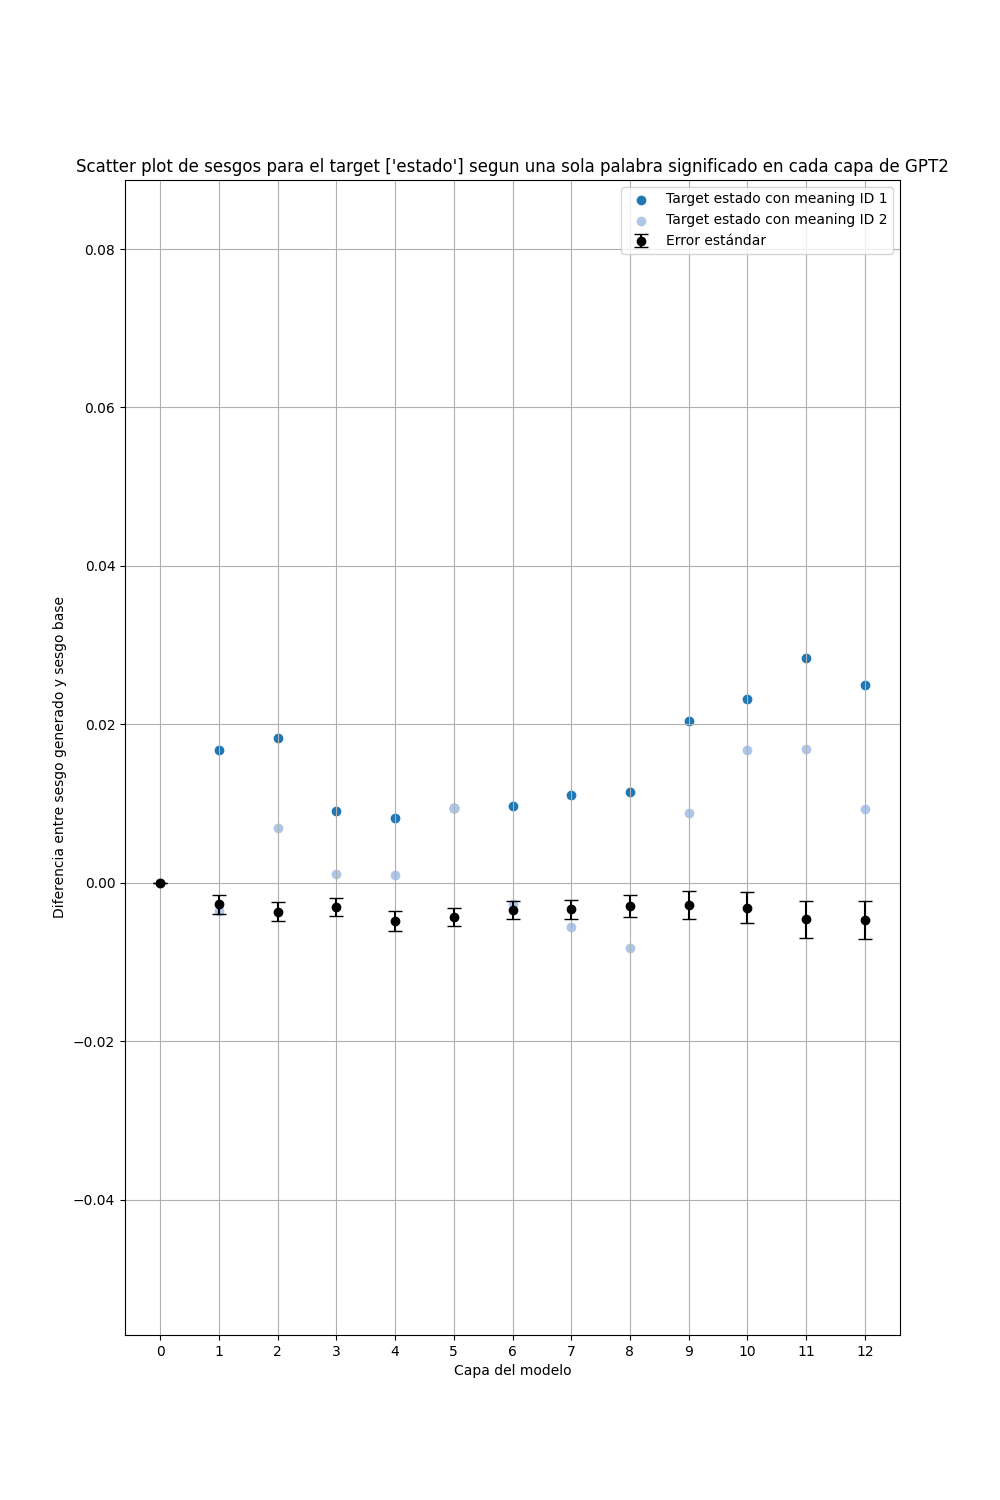 Scatter plot de sesgos para el target ['estado'] segun una sola palabra significado en cada capa de GPT2
Target estado con meaning ID 1
Target estado con meaning ID 2
Error estándar
Diferencia entre sesgo generado y sesgo base
0.08
0.06
0.04
0.02
0.00
−0.02
−0.04
0 1 2 3 4 5 6 7 8 9 10 11 12
Capa del modelo